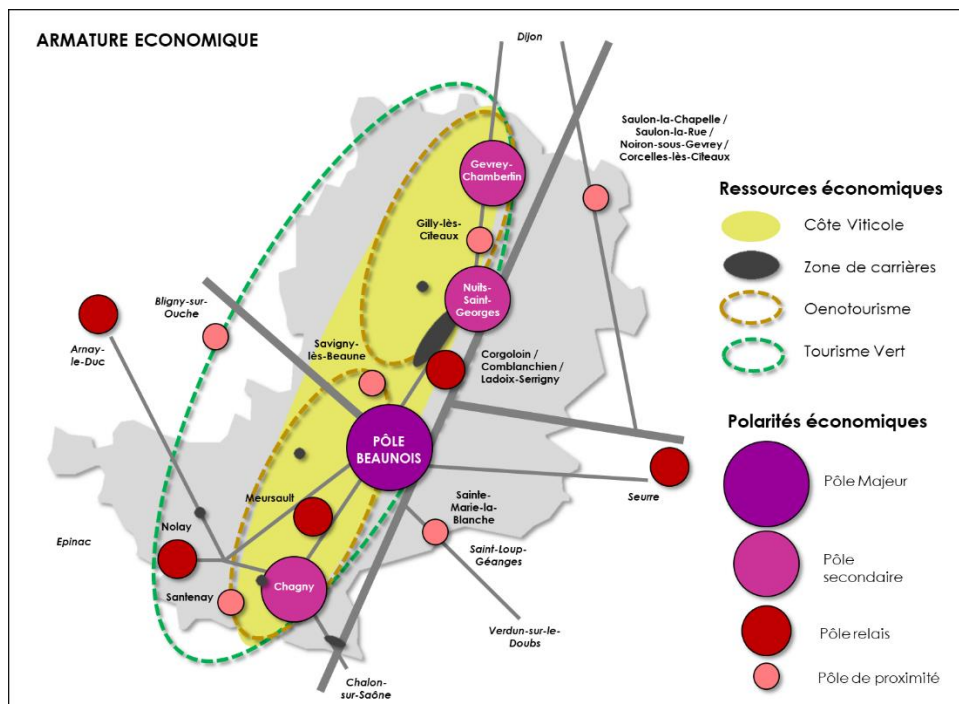 ARMATURE ECONOMIQUE
Dijon
Saulon-la-Chapelle /
Saulon-la-Rue /
Noiron-sous-Gevrey /
Corcelles-lès-Cîteaux
Gevrey-
Chambertin
Gilly-lès-
Cîteaux
Nuits-
Saint-
Georges
Bligny-sur-
Ouche
Arnay-
le-Duc
Savigny-
lès-Beaune
Corgoloin /
Comblanchien /
Ladoix-Serrigny
PÔLE
BEAUNOIS
Meursault
Sainte-
Marie-la-
Blanche
Seurre
Nolay
Epinac
Saint-Loup-
Géanges
Chagny
Santenay
Verdun-sur-le-
Doubs
Chalon-
sur-Saône
Ressources économiques
Côte Viticole
Zone de carrières
Oenotourisme
Tourisme Vert
Polarités économiques
Pôle Majeur
Pôle
secondaire
Pôle relais
Pôle de proximité